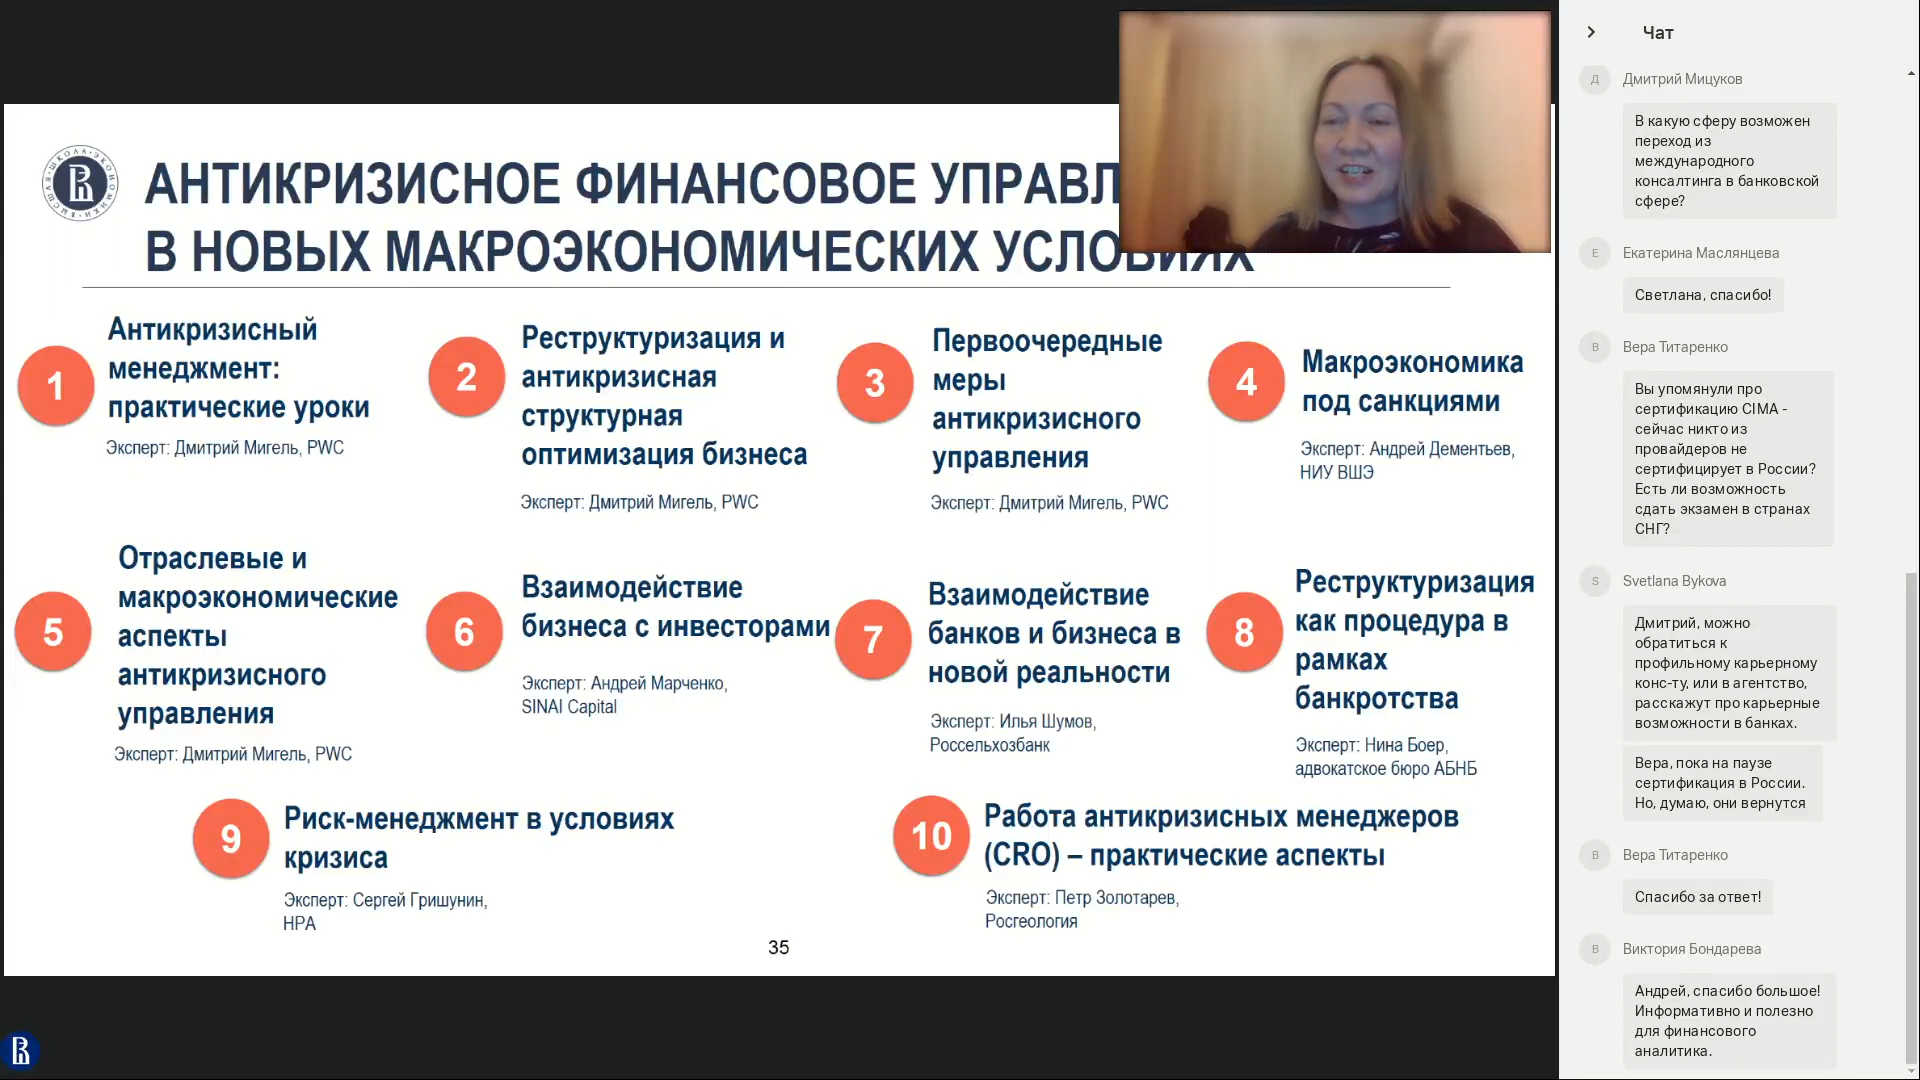 АНТИКРИЗИСНОЕ ФИНАНСОВОЕ УПРАВЛ
В НОВЫХ МАКРОЭКОНОМИЧЕСКИХ УСЛОВИЯХ
1
Антикризисный
менеджмент:
практические уроки
Эксперт: Дмитрий Мигель, PWC
2
Реструктуризация и
антикризисная
структурная
оптимизация бизнеса
Эксперт: Дмитрий Мигель, PWC
3
Первоочередные
меры
антикризисного
управления
Эксперт: Дмитрий Мигель, PWC
4
Макроэкономика
под санкциями
Эксперт: Андрей Дементьев,
НИУ ВШЭ
5
Отраслевые и
макроэкономические
аспекты
антикризисного
управления
Эксперт: Дмитрий Мигель, PWC
6
Взаимодействие
бизнеса с инвесторами
Эксперт: Андрей Марченко,
SINAI Capital
7
Взаимодействие
банков и бизнеса в
новой реальности
Эксперт: Илья Шумов,
Россельхозбанк
8
Реструктуризация
как процедура в
рамках
банкротства
Эксперт: Нина Боер,
адвокатское бюро АБНБ
9
Риск-менеджмент в условиях
кризиса
Эксперт: Сергей Гришунин,
НРА
10
Работа антикризисных менеджеров
(CRO) – практические аспекты
Эксперт: Петр Золотарев,
Росгеология
35
Чат
Д
Дмитрий Мицуков
В какую сферу возможен
переход из
международного
консалтинга в банковской
сфере?
Е
Екатерина Маслянцева
Светлана, спасибо!
В
Вера Титаренко
Вы упомянули про
сертификацию CIMA -
сейчас никто из
провайдеров не
сертифицирует в России?
Есть ли возможность
сдать экзамен в странах
СНГ?
S
Svetlana Bykova
Дмитрий, можно
обратиться к
профильному карьерному
конс-ту, или в агентство,
расскажут про карьерные
возможности в банках.
Вера, пока на паузе
сертификация в России.
Но, думаю, они вернутся
В
Вера Титаренко
Спасибо за ответ!
В
Виктория Бондарева
Андрей, спасибо большое!
Информативно и полезно
для финансового
аналитика.